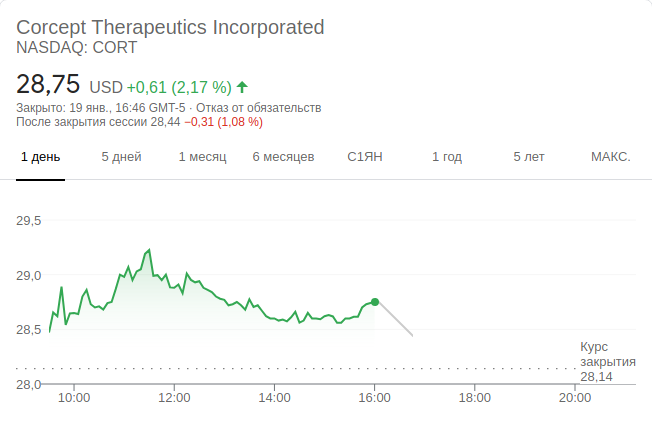 Corcept Therapeutics Incorporated
NASDAQ: CORT
28,75 USD +0,61 (2,17 %)
Закрыто: 19 янв., 16:46 GMT-5 · Отказ от обязательств
После закрытия сессии 28,44 −0,31 (1,08 %)
1 день 5 дней 1 месяц 6 месяцев С1ЯН 1 год 5 лет МАКС.
29,5
29,0
28,5
Курс
закрытия
28,14
28,0
10:00 12:00 14:00 16:00 18:00 20:00